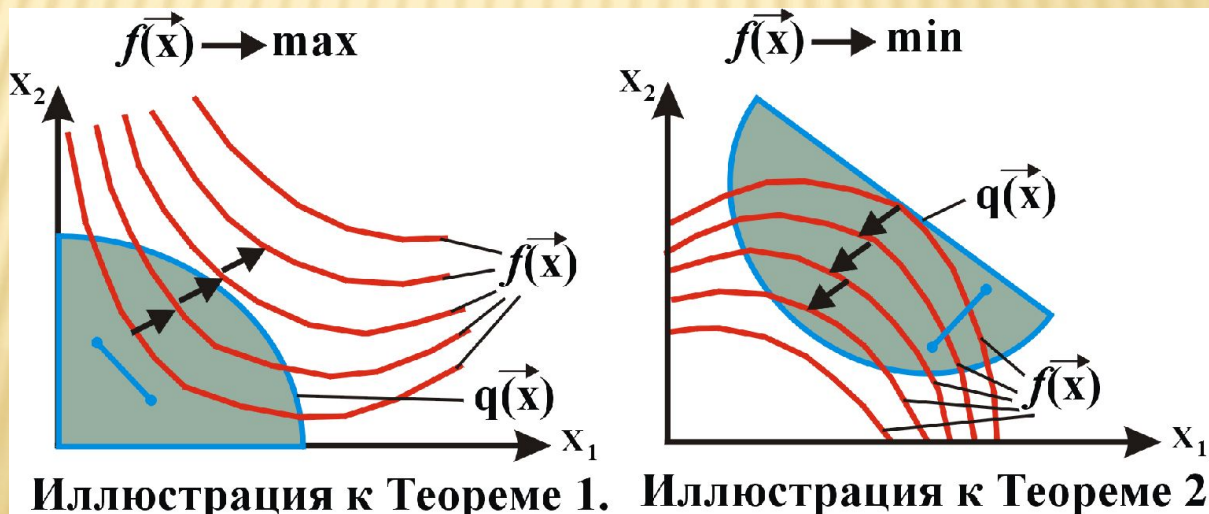 f(x) → max
X₂
f(x)
q(x)
X₁
Иллюстрация к Теореме 1.
f(x) → min
X₂
q(x)
f(x)
X₁
Иллюстрация к Теореме 2